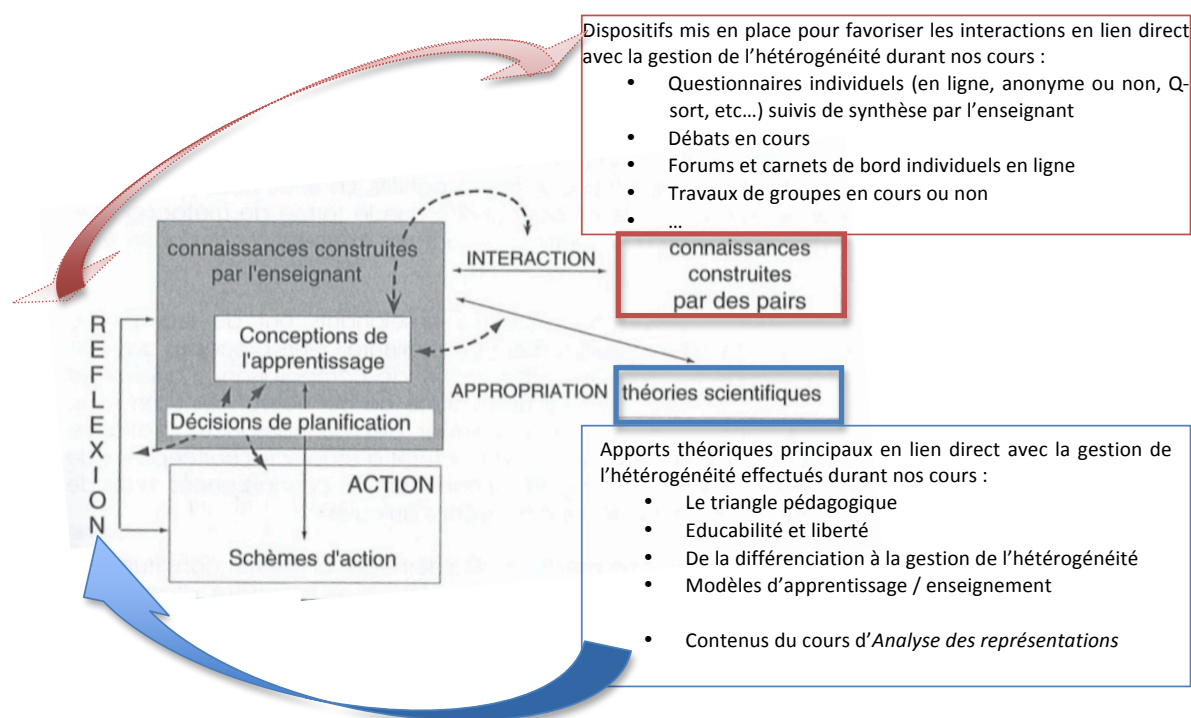 Dispositifs mis en place pour favoriser les interactions en lien direct
avec la gestion de l'hétérogénéité durant nos cours :
• Questionnaires individuels (en ligne, anonyme ou non, Q-
sort, etc…) suivis de synthèse par l'enseignant
• Débats en cours
• Forums et carnets de bord individuels en ligne
• Travaux de groupes en cours ou non
• …
connaissances construites
par l'enseignant
INTERACTION
connaissances
construites
par des pairs
REFLEXION
Conceptions de
l'apprentissage
APPROPRIATION
théories scientifiques
Décisions de planification
ACTION
Schèmes d'action
Apports théoriques principaux en lien direct avec la gestion de
l'hétérogénéité effectués durant nos cours :
• Le triangle pédagogique
• Educabilité et liberté
• De la différenciation à la gestion de l'hétérogénéité
• Modèles d'apprentissage / enseignement
• Contenus du cours d'Analyse des représentations